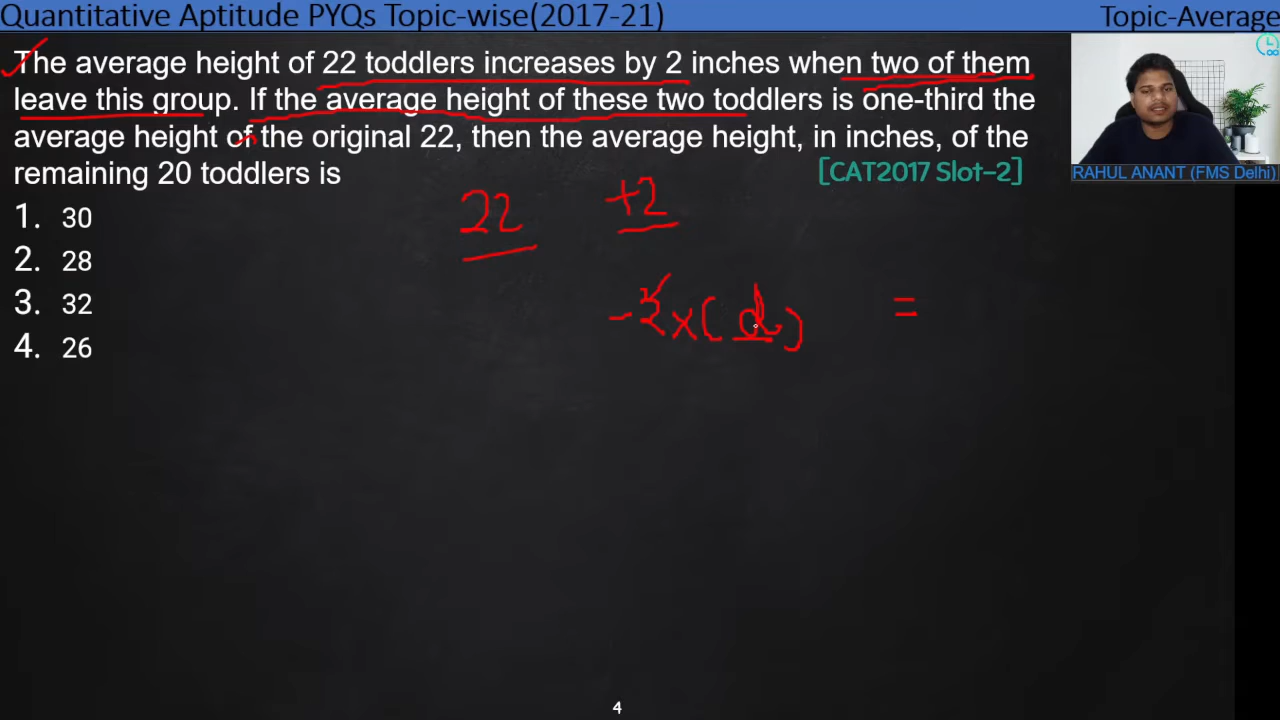 Quantitative Aptitude PYQs Topic-wise(2017-21)
Topic-Average
The average height of 22 toddlers increases by 2 inches when two of them
leave this group. If the average height of these two toddlers is one-third the
average height of the original 22, then the average height, in inches, of the
remaining 20 toddlers is
[CAT2017 Slot-2]
RAHUL ANANT (FMS Delhi)
1. 30
2. 28
3. 32
4. 26
22 +2
-2x(d) =
4